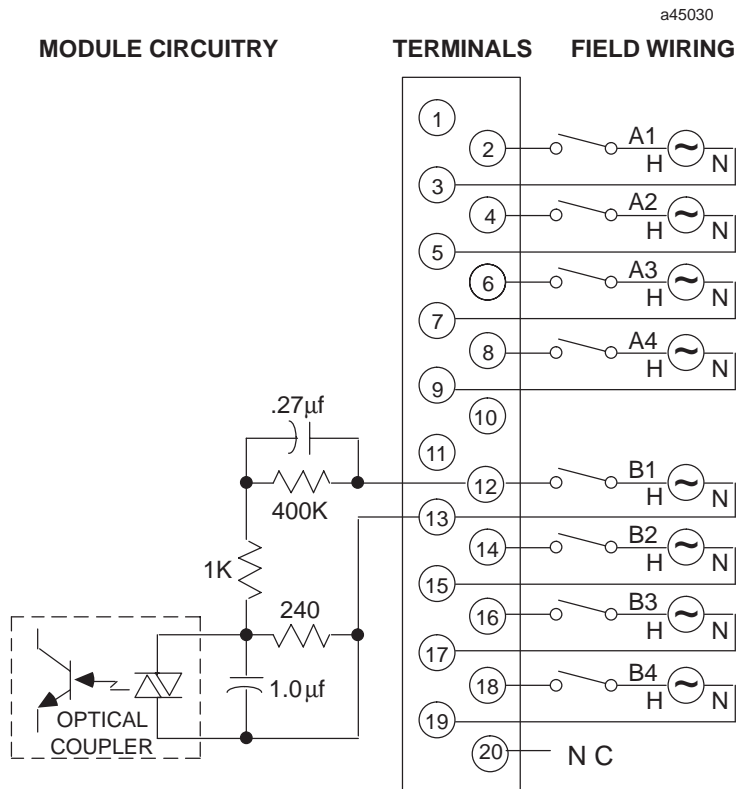 a45030
MODULE CIRCUITRY TERMINALS FIELD WIRING
1
2 A1 H ~ N
3
4 A2 H ~ N
5
6 A3 H ~ N
7
8 A4 H ~ N
9
.27µf
10
11
400K
12 B1 H ~ N
13
14 B2 H ~ N
1K
15
240
16 B3 H ~ N
17
1.0µf
18 B4 H ~ N
OPTICAL
COUPLER
19
20 N C